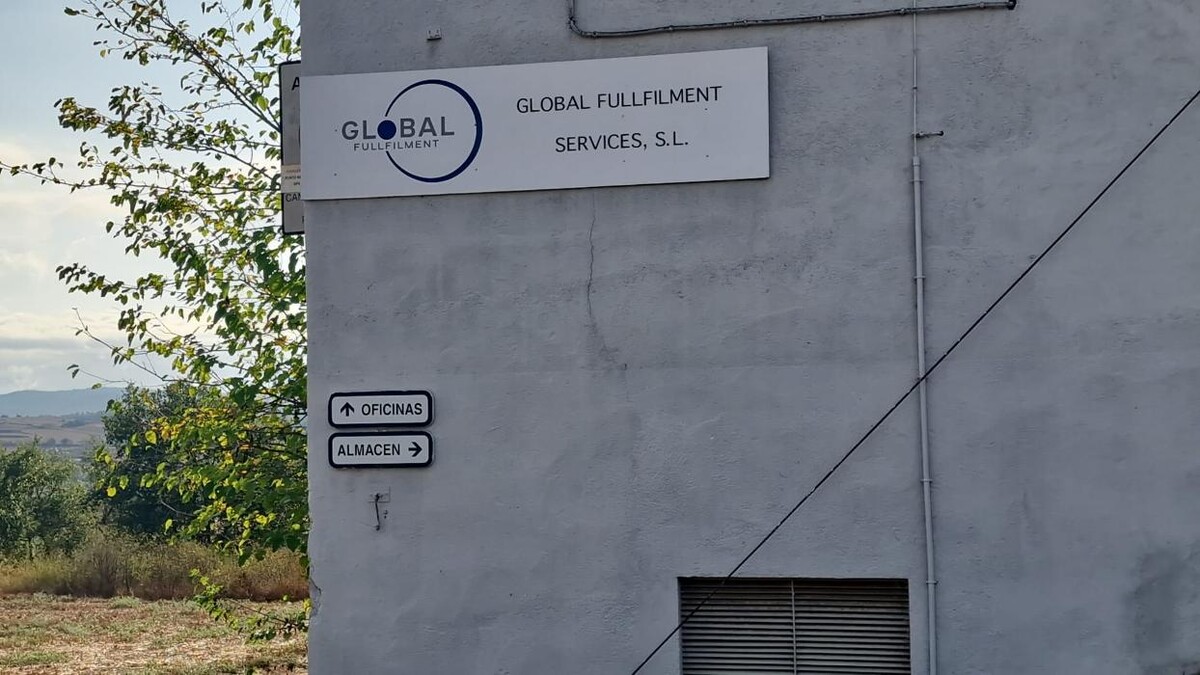 GLOBAL
FULLFILMENT
GLOBAL FULLFILMENT
SERVICES, S.L.
OFICINAS
ALMACEN